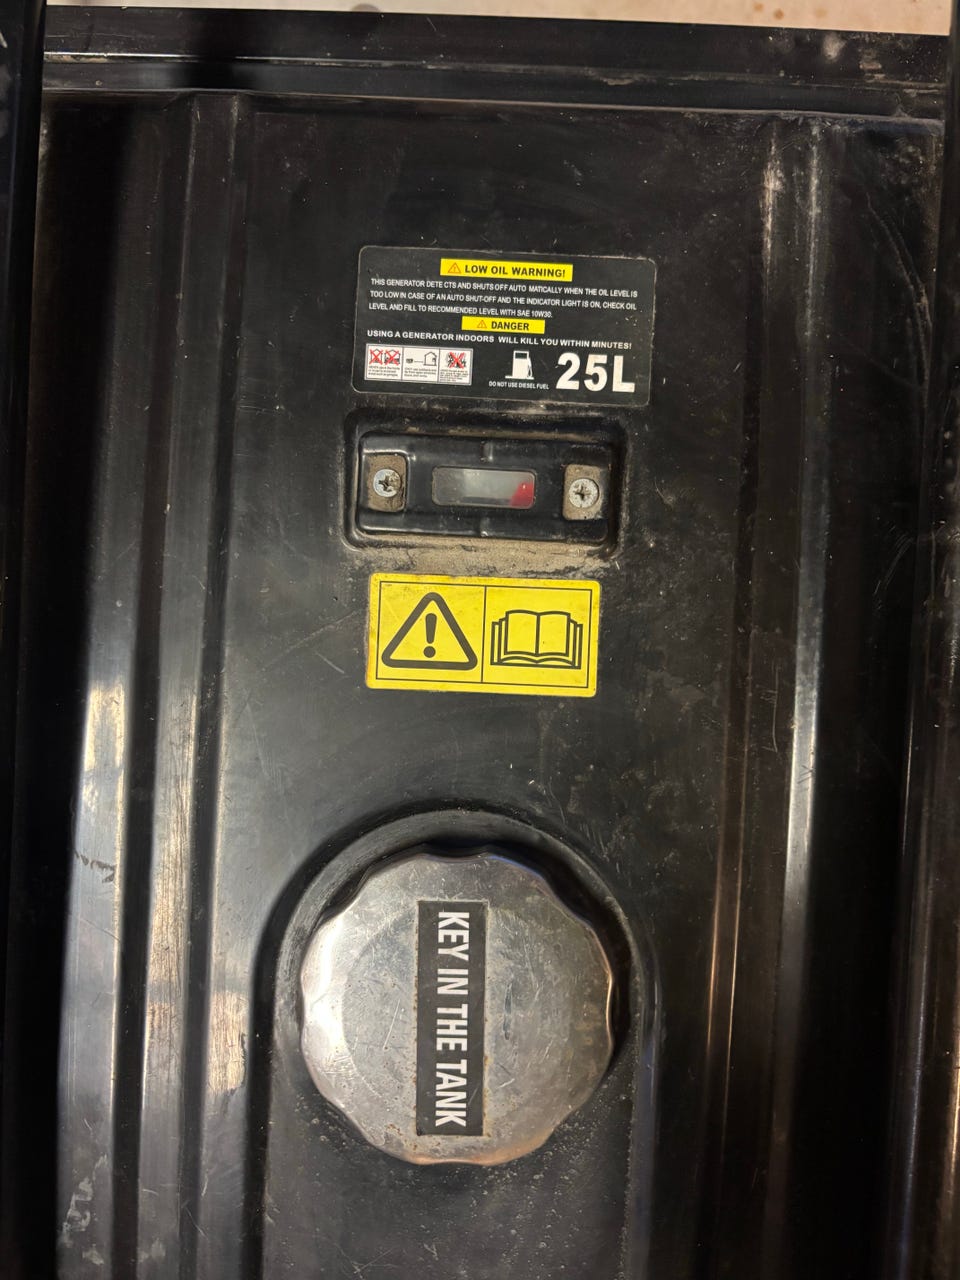 LOW OIL WARNING!
THIS GENERATOR DETE CTS AND SHUTS OFF AUTO MATICALLY WHEN THE OIL LEVEL IS
TOO LOW IN CASE OF AN AUTO SHUT-OFF AND THE INDICATOR LIGHT IS ON, CHECK OIL
LEVEL AND FILL TO RECOMMENDED LEVEL WITH SAE 10W30.
DANGER
USING A GENERATOR INDOORS WILL KILL YOU WITHIN MINUTES!
DO NOT USE DIESEL FUEL
25L
KEY IN THE TANK